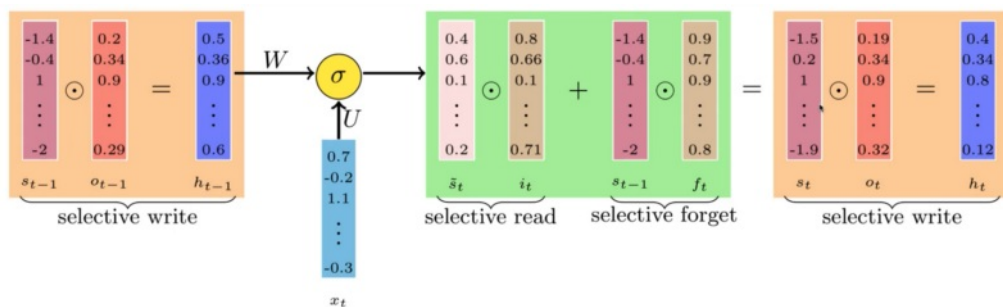 -1.4 0.2 0.5 0.4 0.8 -1.4 0.9 -1.5 0.19 0.4
-0.4 0.34 0.36 W 0.6 0.66 -0.4 0.7 0.2 0.34 0.34
1 ⊙ 0.9 = 0.9 σ 0.1 ⊙ 0.1 + 1 ⊙ 0.9 = 1 ⊙ 0.9 = 0.8
⋮ ⋮ ⋮ U ⋮ ⋮ ⋮ ⋮ ⋮ ⋮ ⋮
-2 0.29 0.6 0.7 0.2 0.71 -2 0.8 -1.9 0.32 0.12
s_{t-1} o_{t-1} h_{t-1} -0.2 s̃_t i_t s_{t-1} f_t s_t o_t h_t
selective write 1.1 selective read selective forget selective write
⋮
-0.3
x_t